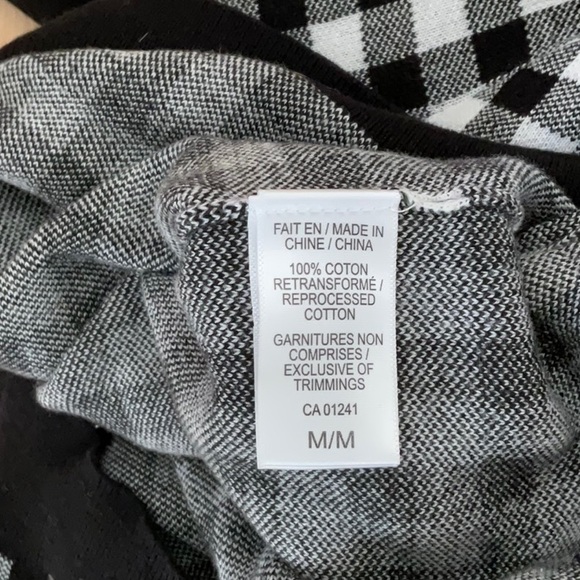 FAIT EN / MADE IN
CHINE / CHINA
100% COTON
RETRANSFORMÉ /
REPROCESSED
COTTON
GARNITURES NON
COMPRISES /
EXCLUSIVE OF
TRIMMINGS
CA 01241
M/M